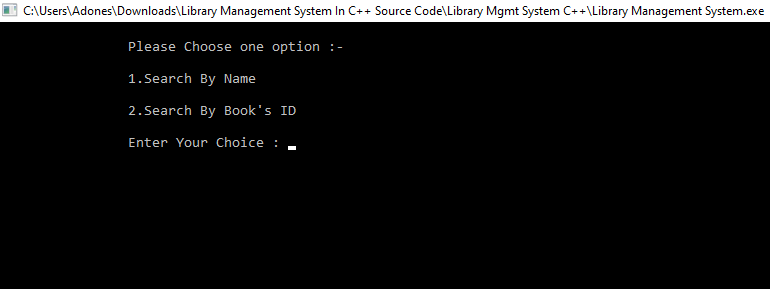 C:\Users\Adones\Downloads\Library Management System In C++ Source Code\Library Mgmt System C++\Library Management System.exe
Please Choose one option :-
1.Search By Name
2.Search By Book's ID
Enter Your Choice :